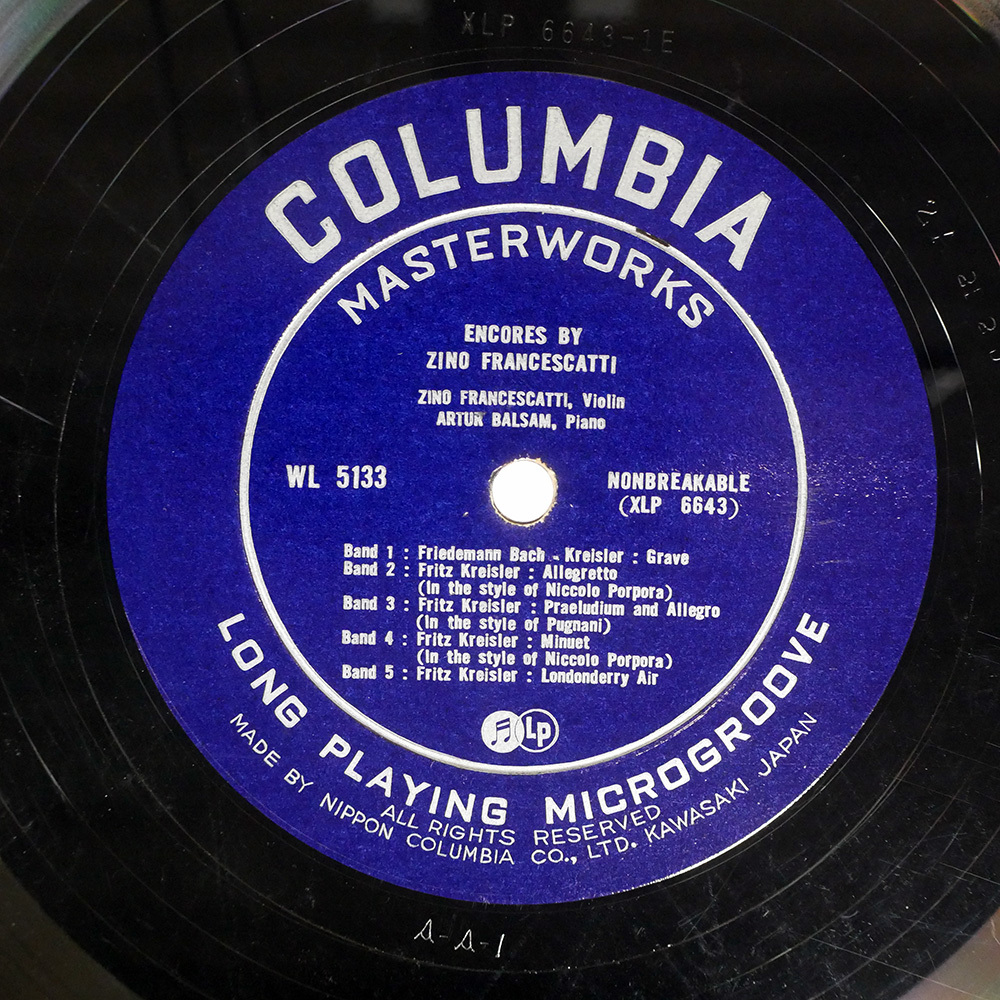 XLP 6643-1E
COLUMBIA
MASTERWORKS
ENCORES BY
ZINO FRANCESCATTI
ZINO FRANCESCATTI, Violin
ARTUR BALSAM, Piano
WL 5133
NONBREAKABLE
(XLP 6643)
Band 1 : Friedemann Bach - Kreisler : Grave
Band 2 : Fritz Kreisler : Allegretto
(In the style of Niccolo Porpora)
Band 3 : Fritz Kreisler : Praeludium and Allegro
(In the style of Pugnani)
Band 4 : Fritz Kreisler : Minuet
(In the style of Niccolo Porpora)
Band 5 : Fritz Kreisler : Londonderry Air
LP
LONG PLAYING MICROGROOVE
ALL RIGHTS RESERVED
MADE BY NIPPON COLUMBIA CO., LTD. KAWASAKI JAPAN
A-A-1